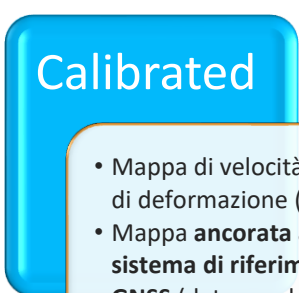 Calibrated
• Mappa di velocità
di deformazione (
• Mappa ancorata
sistema di riferim
GNSS